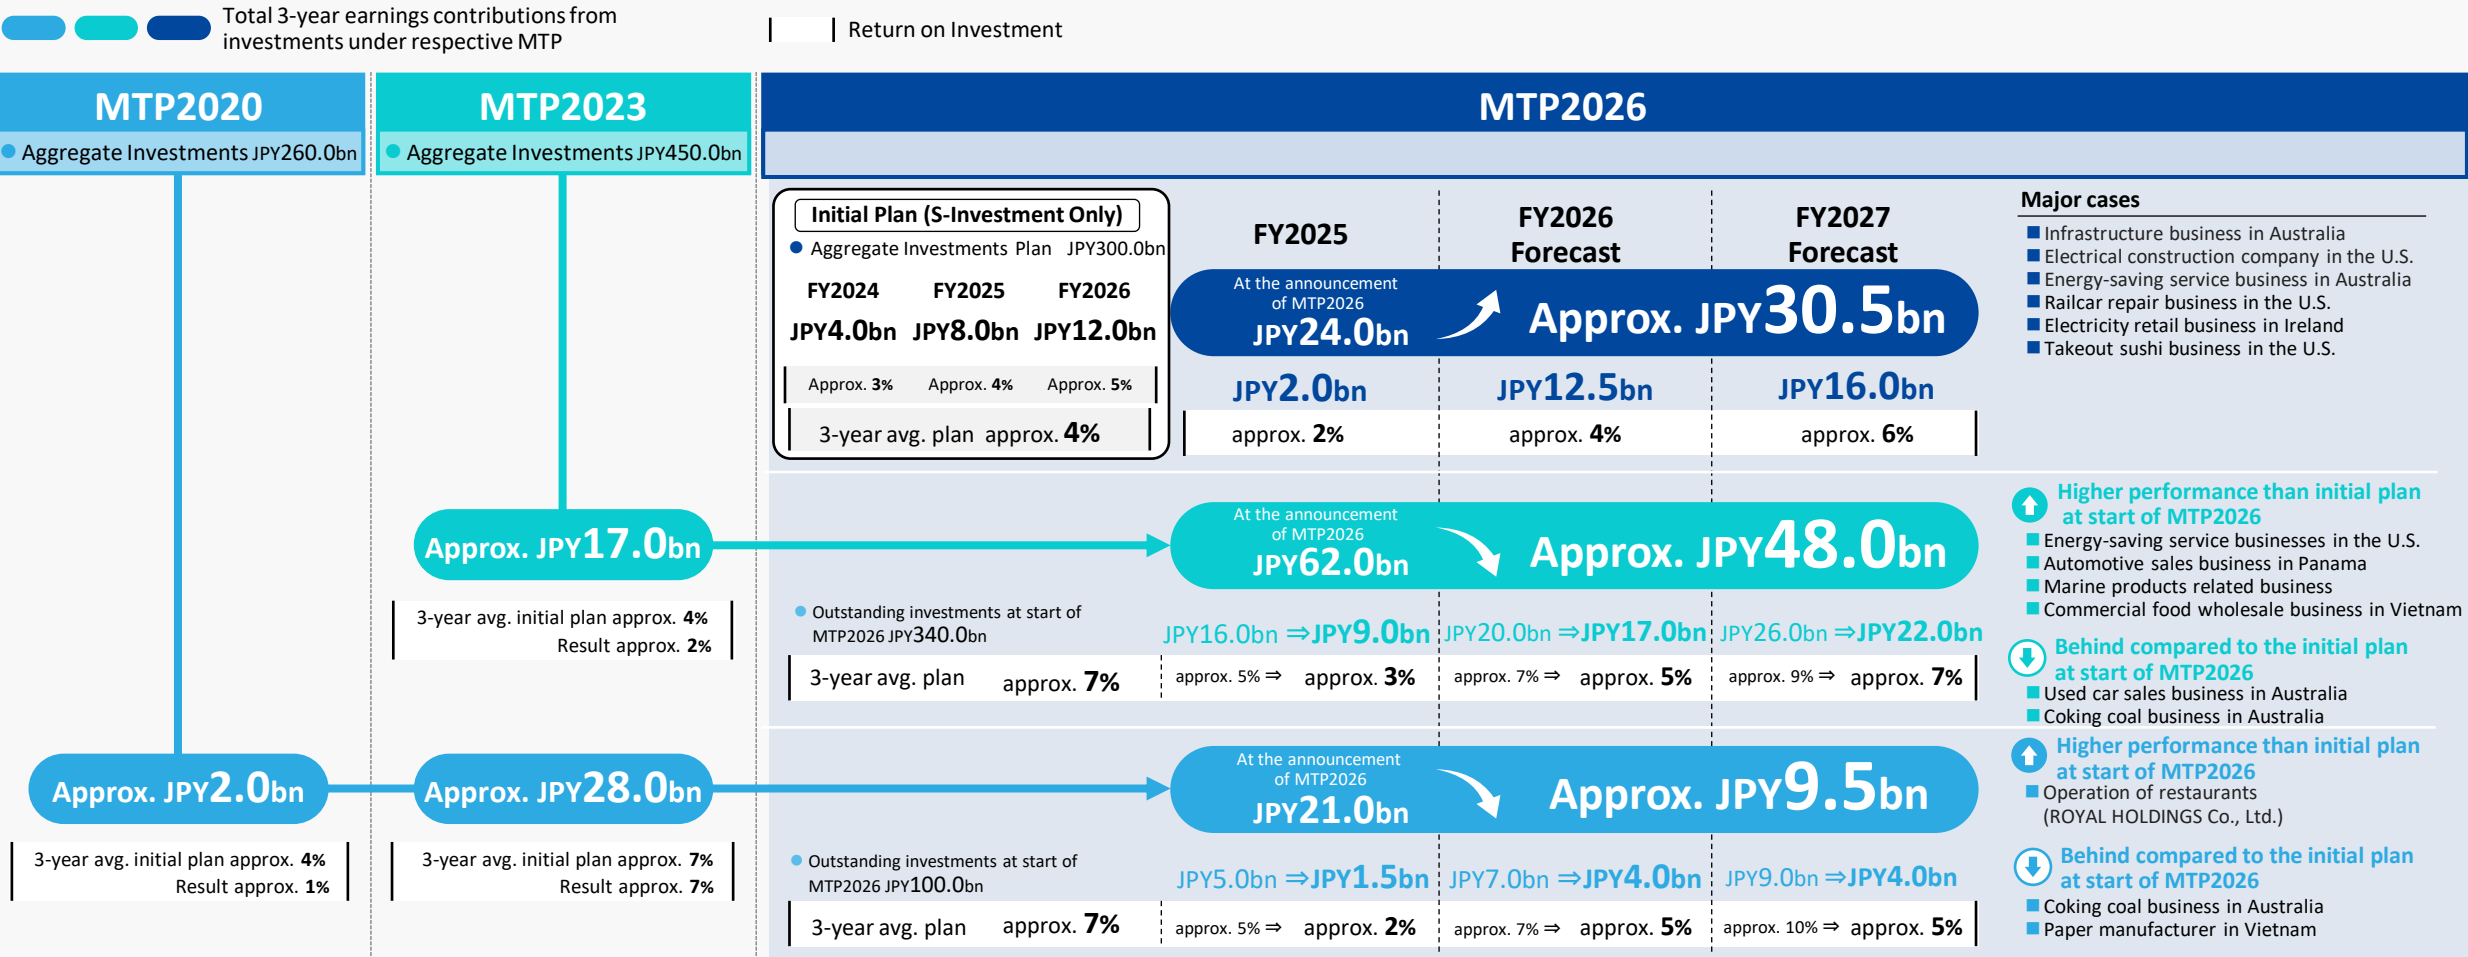 Total 3-year earnings contributions from
investments under respective MTP
Return on Investment
MTP2020
Aggregate Investments JPY260.0bn
MTP2023
Aggregate Investments JPY450.0bn
MTP2026
Initial Plan (S-Investment Only)
Aggregate Investments Plan JPY300.0bn
FY2024 FY2025 FY2026
JPY4.0bn JPY8.0bn JPY12.0bn
Approx. 3% Approx. 4% Approx. 5%
3-year avg. plan approx. 4%
FY2025
FY2026
Forecast
FY2027
Forecast
At the announcement
of MTP2026
JPY24.0bn
Approx. JPY30.5bn
JPY2.0bn JPY12.5bn JPY16.0bn
approx. 2% approx. 4% approx. 6%
Major cases
Infrastructure business in Australia
Electrical construction company in the U.S.
Energy-saving service business in Australia
Railcar repair business in the U.S.
Electricity retail business in Ireland
Takeout sushi business in the U.S.
Approx. JPY17.0bn
3-year avg. initial plan approx. 4%
Result approx. 2%
At the announcement
of MTP2026
JPY62.0bn
Approx. JPY48.0bn
Outstanding investments at start of
MTP2026 JPY340.0bn
JPY16.0bn ⇒JPY9.0bn JPY20.0bn ⇒JPY17.0bn JPY26.0bn ⇒JPY22.0bn
3-year avg. plan approx. 7% approx. 5% ⇒ approx. 3% approx. 7% ⇒ approx. 5% approx. 9% ⇒ approx. 7%
Higher performance than initial plan
at start of MTP2026
Energy-saving service businesses in the U.S.
Automotive sales business in Panama
Marine products related business
Commercial food wholesale business in Vietnam
Behind compared to the initial plan
at start of MTP2026
Used car sales business in Australia
Coking coal business in Australia
Approx. JPY2.0bn
3-year avg. initial plan approx. 4%
Result approx. 1%
Approx. JPY28.0bn
3-year avg. initial plan approx. 7%
Result approx. 7%
At the announcement
of MTP2026
JPY21.0bn
Approx. JPY9.5bn
Outstanding investments at start of
MTP2026 JPY100.0bn
JPY5.0bn ⇒JPY1.5bn JPY7.0bn ⇒JPY4.0bn JPY9.0bn ⇒JPY4.0bn
3-year avg. plan approx. 7% approx. 5% ⇒ approx. 2% approx. 7% ⇒ approx. 5% approx. 10% ⇒ approx. 5%
Higher performance than initial plan
at start of MTP2026
Operation of restaurants
(ROYAL HOLDINGS Co., Ltd.)
Behind compared to the initial plan
at start of MTP2026
Coking coal business in Australia
Paper manufacturer in Vietnam